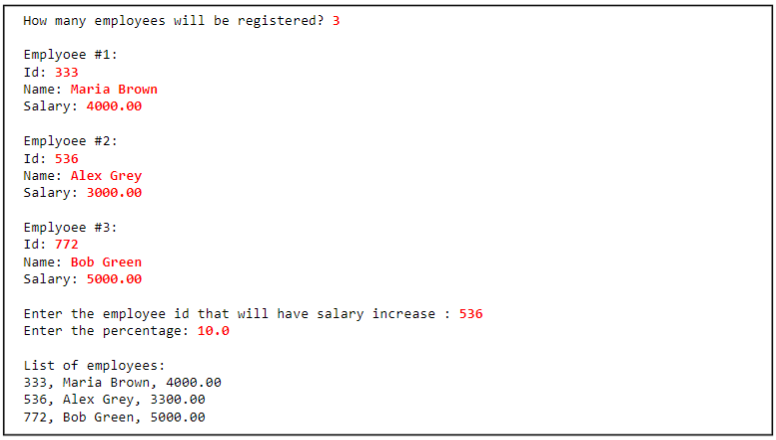 How many employees will be registered? 3
Emplyoee #1:
Id: 333
Name: Maria Brown
Salary: 4000.00
Emplyoee #2:
Id: 536
Name: Alex Grey
Salary: 3000.00
Emplyoee #3:
Id: 772
Name: Bob Green
Salary: 5000.00
Enter the employee id that will have salary increase : 536
Enter the percentage: 10.0
List of employees:
333, Maria Brown, 4000.00
536, Alex Grey, 3300.00
772, Bob Green, 5000.00